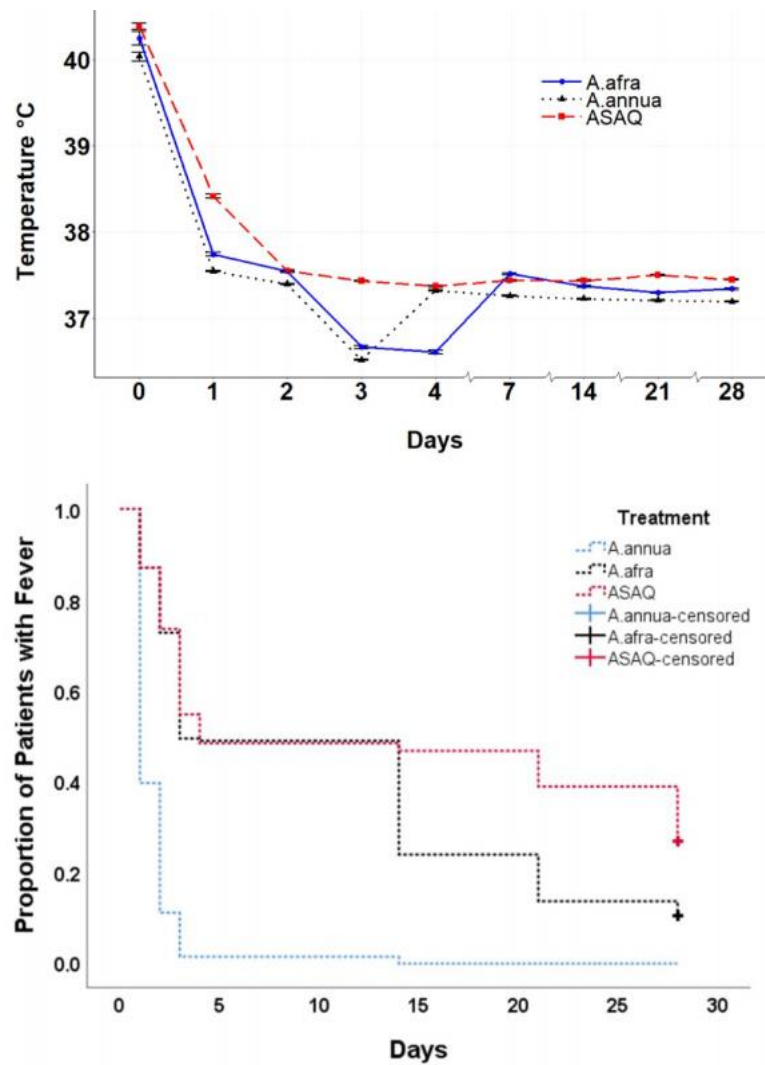 40
39
38
37
Temperature °C
A.afra
A.annua
ASAQ
0 1 2 3 4 7 14 21 28
Days
1.0
0.8
0.6
0.4
0.2
0.0
Proportion of Patients with Fever
Treatment
A.annua
A.afra
ASAQ
A.annua-censored
A.afra-censored
ASAQ-censored
0 5 10 15 20 25 30
Days